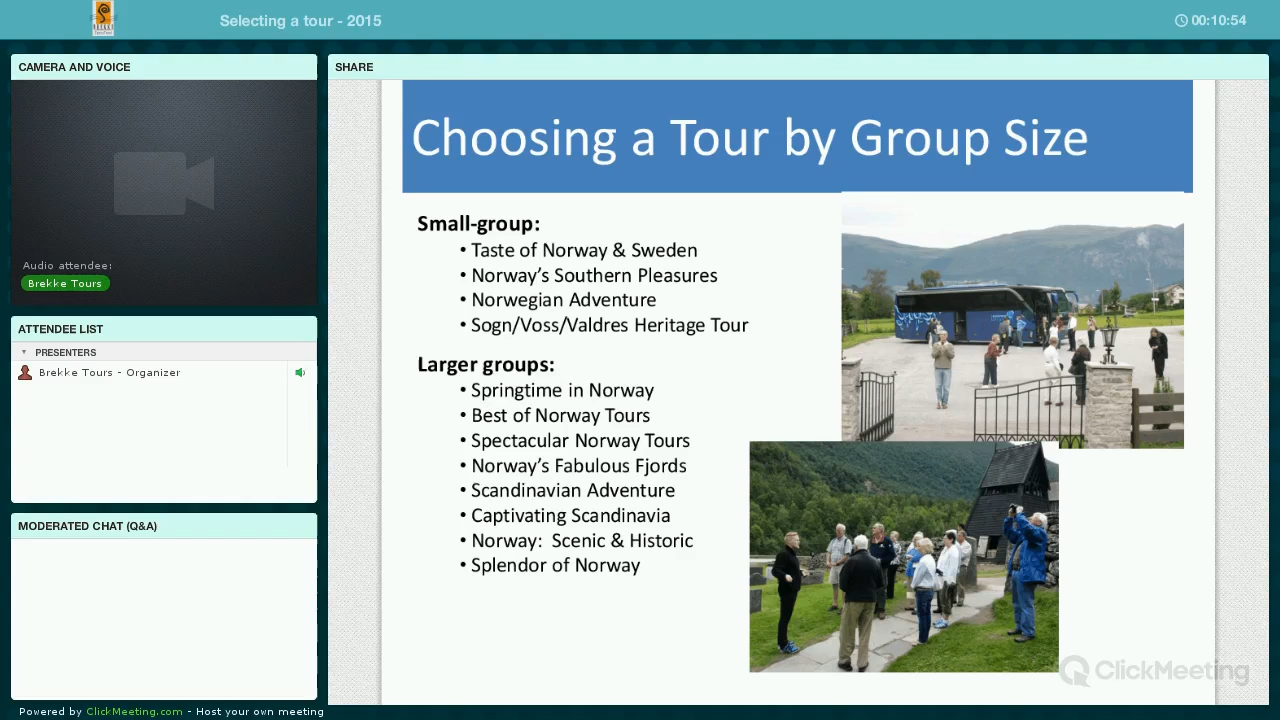 Selecting a tour - 2015
00:10:54
CAMERA AND VOICE
Audio attendee:
Brekke Tours
ATTENDEE LIST
PRESENTERS
Brekke Tours - Organizer
MODERATED CHAT (Q&A)
SHARE
Choosing a Tour by Group Size
Small-group:
• Taste of Norway & Sweden
• Norway’s Southern Pleasures
• Norwegian Adventure
• Sogn/Voss/Valdres Heritage Tour
Larger groups:
• Springtime in Norway
• Best of Norway Tours
• Spectacular Norway Tours
• Norway’s Fabulous Fjords
• Scandinavian Adventure
• Captivating Scandinavia
• Norway:  Scenic & Historic
• Splendor of Norway
ClickMeeting
Powered by ClickMeeting.com - Host your own meeting